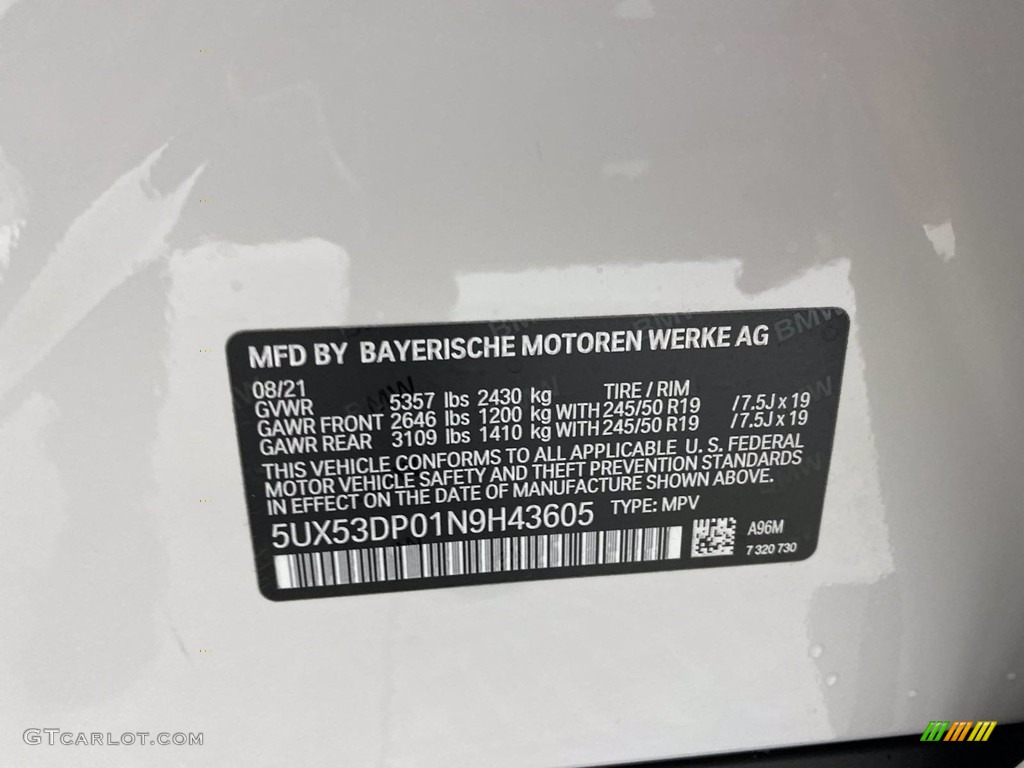 MFD BY BAYERISCHE MOTOREN WERKE AG
08/21 TIRE / RIM
GVWR 5357 lbs 2430 kg
GAWR FRONT 2646 lbs 1200 kg WITH 245/50 R19 / 7.5J x 19
GAWR REAR 3109 lbs 1410 kg WITH 245/50 R19 / 7.5J x 19
THIS VEHICLE CONFORMS TO ALL APPLICABLE U. S. FEDERAL
MOTOR VEHICLE SAFETY AND THEFT PREVENTION STANDARDS
IN EFFECT ON THE DATE OF MANUFACTURE SHOWN ABOVE.
5UX53DP01N9H43605 TYPE: MPV
A96M
7 320 730
GTCARLOT.COM